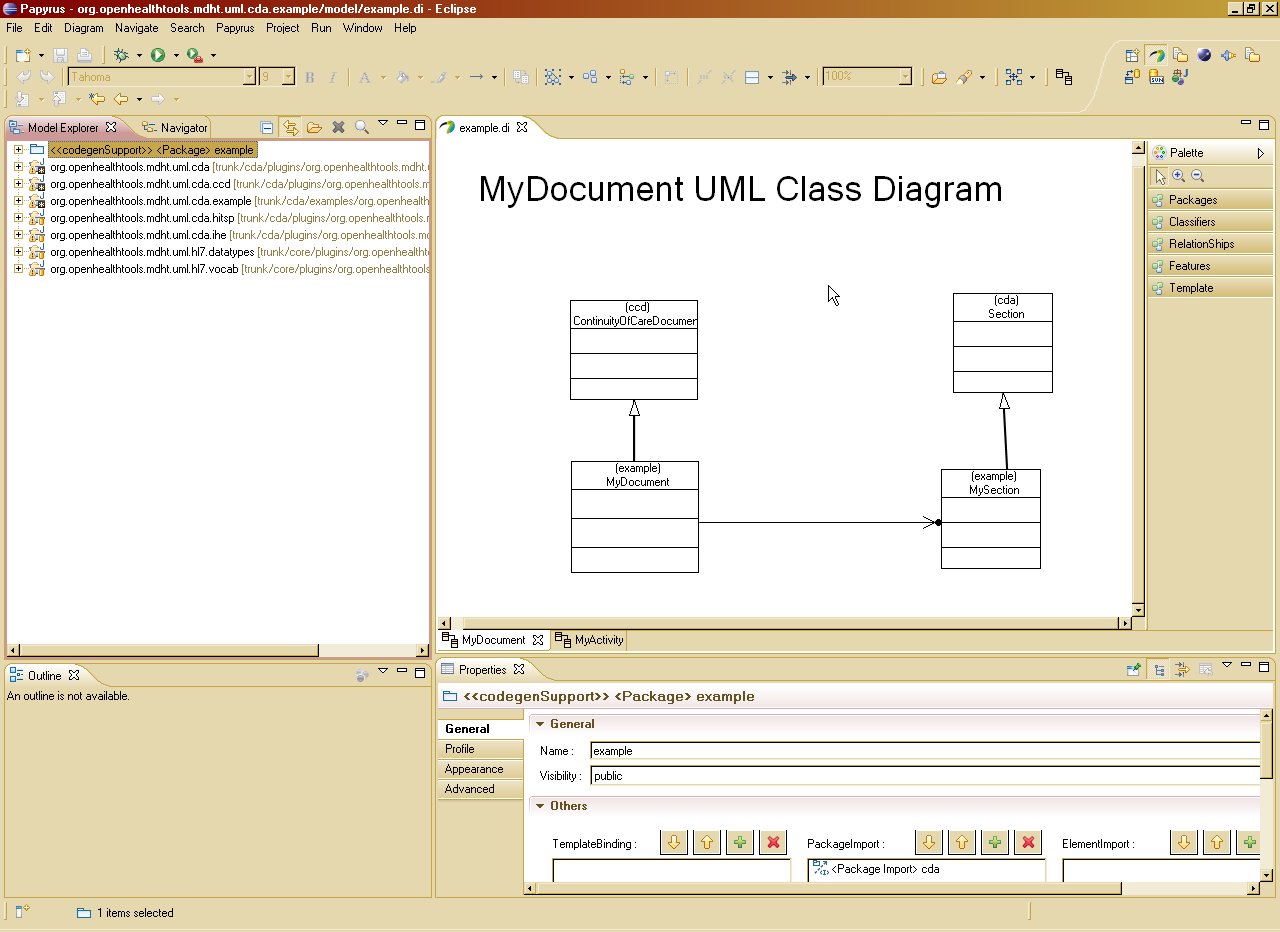 Papyrus - org.openhealthtools.mdht.uml.cda.example/model/example.di - Eclipse
File Edit Diagram Navigate Search Papyrus Project Run Window Help
Tahoma 9 B I A 100%
SUN
Model Explorer Navigator
<<codegenSupport>> <Package> example
org.openhealthtools.mdht.uml.cda [trunk/cda/plugins/org.openhealthtools.mdht.
org.openhealthtools.mdht.uml.cda.ccd [trunk/cda/plugins/org.openhealthtools.m
org.openhealthtools.mdht.uml.cda.example [trunk/cda/examples/org.openhealth
org.openhealthtools.mdht.uml.cda.hitsp [trunk/cda/plugins/org.openhealthtools.
org.openhealthtools.mdht.uml.cda.ihe [trunk/cda/plugins/org.openhealthtools.m
org.openhealthtools.mdht.uml.hl7.datatypes [trunk/core/plugins/org.openhealth
org.openhealthtools.mdht.uml.hl7.vocab [trunk/core/plugins/org.openhealthtools
Outline
An outline is not available.
example.di
MyDocument UML Class Diagram
(ccd)
ContinuityOfCareDocumen
(cda)
Section
(example)
MyDocument
(example)
MySection
Palette
Packages
Classifiers
RelationShips
Features
Template
MyDocument MyActivity
Properties
<<codegenSupport>> <Package> example
General
Profile
Appearance
Advanced
General
Name : example
Visibility : public
Others
TemplateBinding : PackageImport : ElementImport :
<Package Import> cda
1 items selected